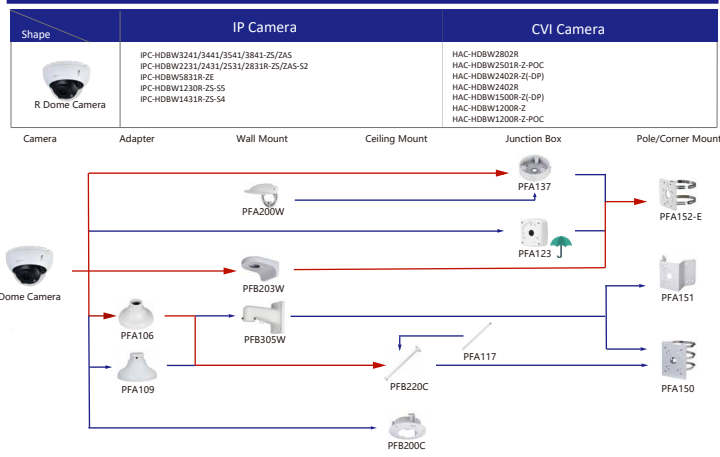 Shape
IP Camera
CVI Camera
R Dome Camera
IPC-HDBW3241/3441/3541/3841-ZS/ZAS
IPC-HDBW2231/2431/2531/2831R-ZS/ZAS-S2
IPC-HDBW5831R-ZE
IPC-HDBW1230R-ZS-S5
IPC-HDBW1431R-ZS-S4
HAC-HDBW2802R
HAC-HDBW2501R-Z-POC
HAC-HDBW2402R-Z(-DP)
HAC-HDBW2402R
HAC-HDBW1500R-Z(-DP)
HAC-HDBW1200R-Z
HAC-HDBW1200R-Z-POC
Camera Adapter Wall Mount Ceiling Mount Junction Box Pole/Corner Mount
PFA137
PFA200W
PFA152-E
PFA123
PFB203W
Dome Camera
PFA151
PFA106
PFB305W
PFA117
PFA109
PFB220C
PFA150
PFB200C